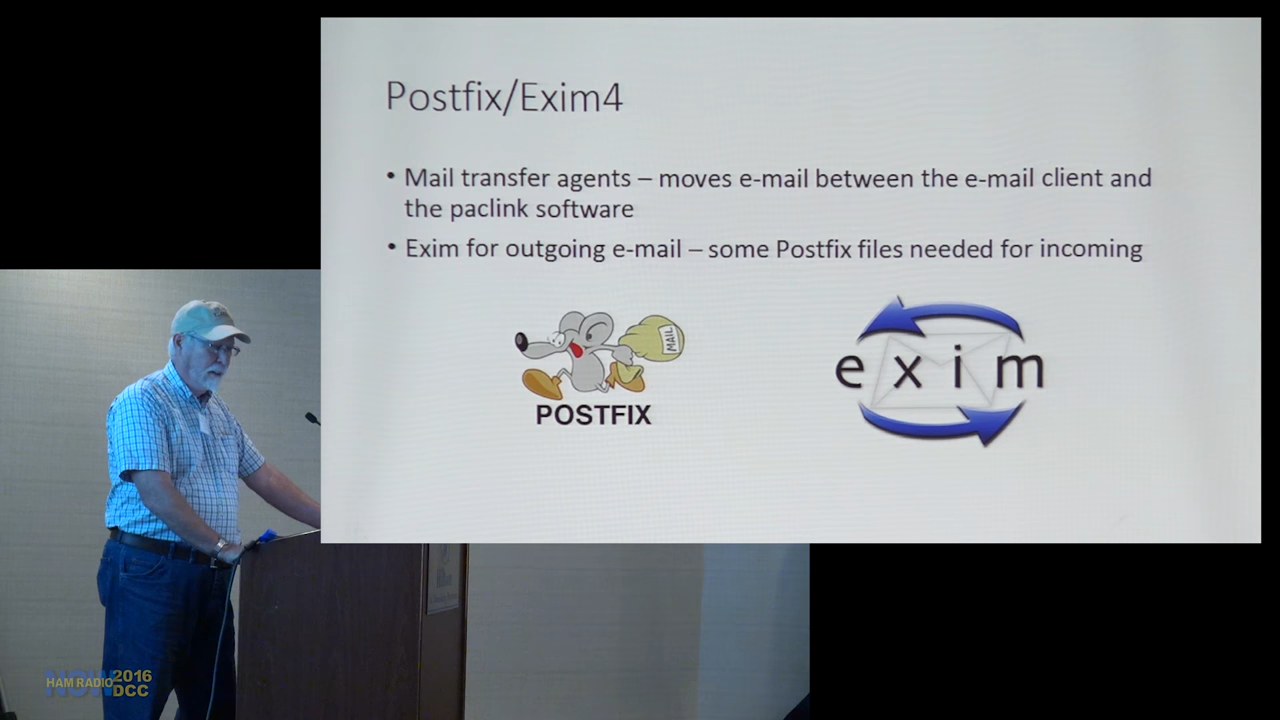 Postfix/Exim4
• Mail transfer agents – moves e-mail between the e-mail client and
the paclink software
• Exim for outgoing e-mail – some Postfix files needed for incoming
MAIL
POSTFIX
exim
HAM RADIO NOW 2016 DCC